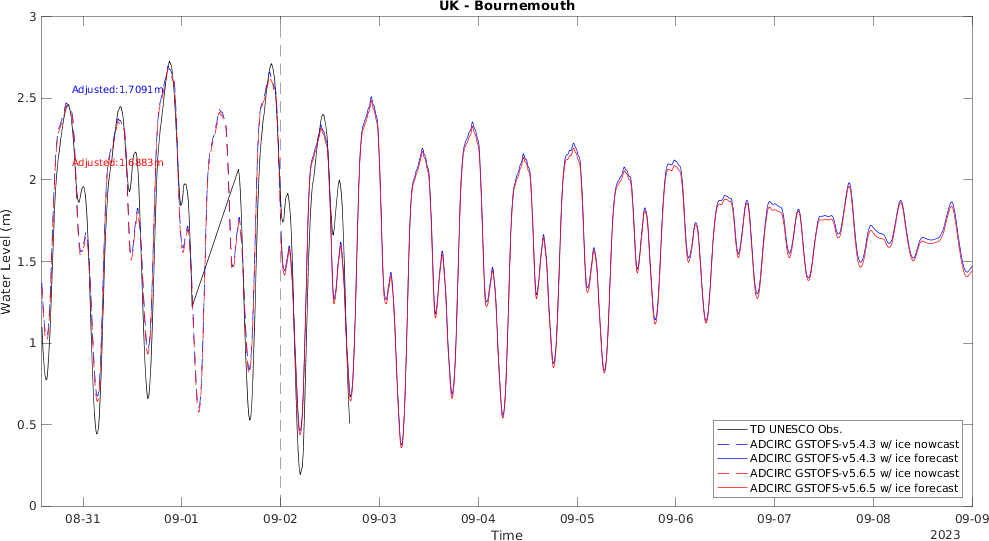 UK - Bournemouth
3
2.5
2
1.5
1
0.5
0
Water Level (m)
Adjusted:1.7091m
Adjusted:1.6883m
TD UNESCO Obs.
ADCIRC GSTOFS-v5.4.3 w/ ice nowcast
ADCIRC GSTOFS-v5.4.3 w/ ice forecast
ADCIRC GSTOFS-v5.6.5 w/ ice nowcast
ADCIRC GSTOFS-v5.6.5 w/ ice forecast
08-31 09-01 09-02 09-03 09-04 09-05 09-06 09-07 09-08 09-09
Time
2023